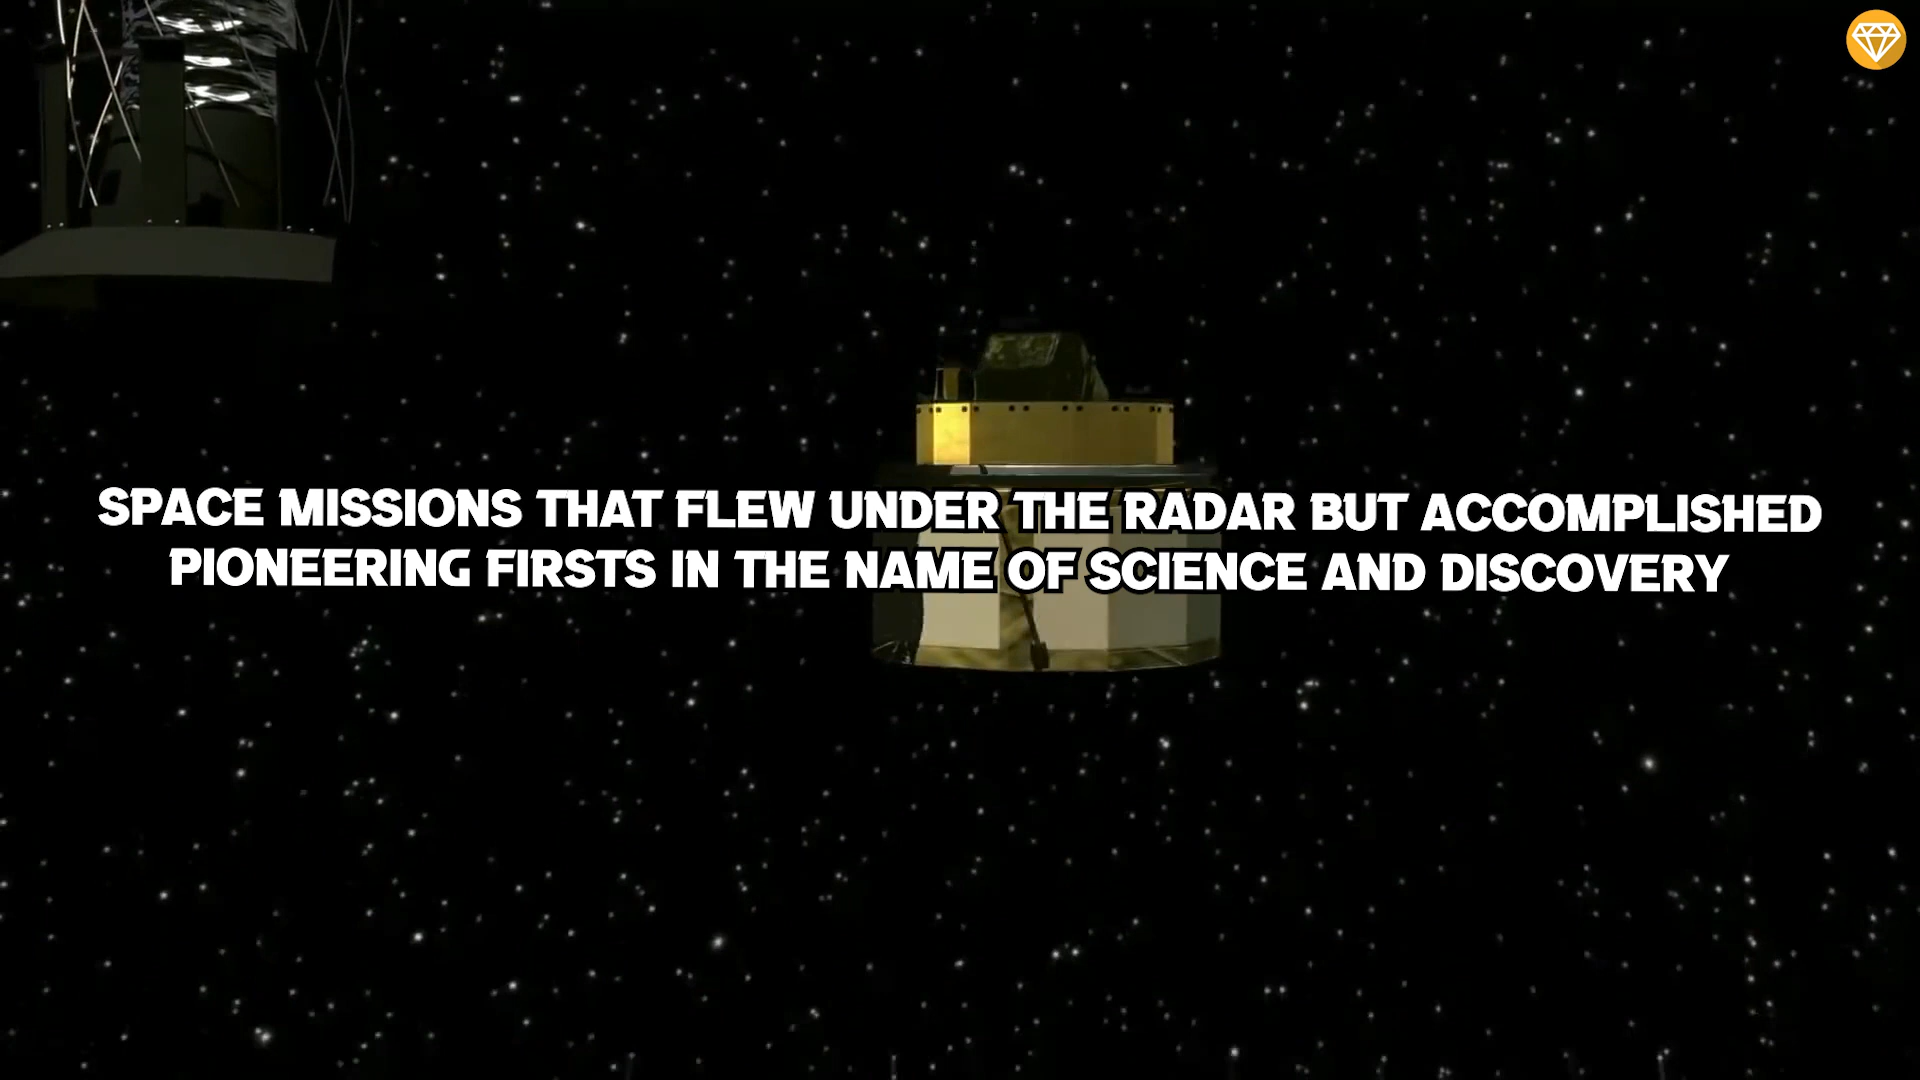 SPACE MISSIONS THAT FLEW UNDER THE RADAR BUT ACCOMPLISHED
PIONEERING FIRSTS IN THE NAME OF SCIENCE AND DISCOVERY